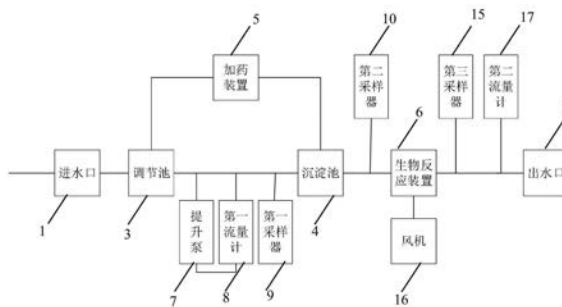 10
15
17
5
加药
装置
第二采样器
第三采样器
第二流量计
6
进水口
调节池
沉淀池
生物反
应装置
出水口
1
3
提升泵
第一流量计
第一采样器
4
风机
7
8
9
16